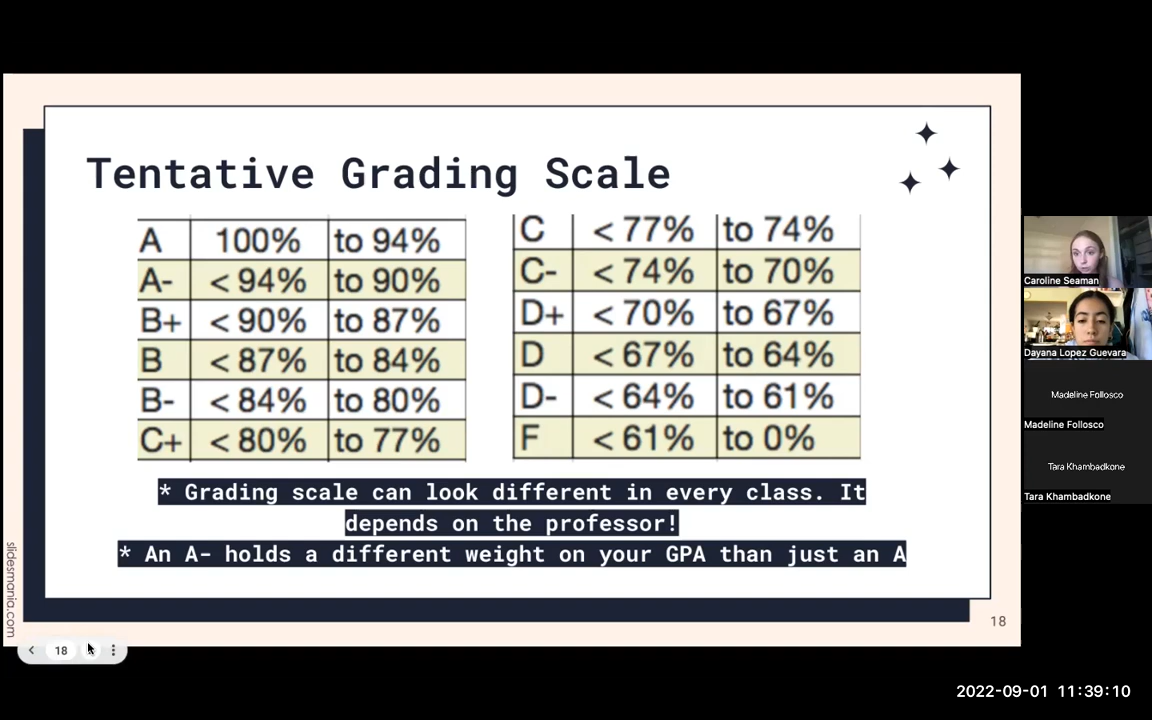 Tentative Grading Scale
A 100% to 94%
A- < 94% to 90%
B+ < 90% to 87%
B < 87% to 84%
B- < 84% to 80%
C+ < 80% to 77%
C < 77% to 74%
C- < 74% to 70%
D+ < 70% to 67%
D < 67% to 64%
D- < 64% to 61%
F < 61% to 0%
* Grading scale can look different in every class. It
depends on the professor!
* An A- holds a different weight on your GPA than just an A
slidesmania.com
18
18
Caroline Seaman
Dayana Lopez Guevara
Madeline Follosco
Madeline Follosco
Tara Khambadkone
Tara Khambadkone
2022-09-01 11:39:10